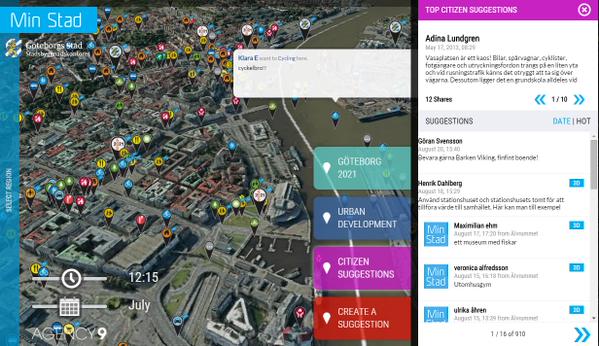 Min Stad
Göteborgs Stad
Stadsbyggnadskontoret
SELECT REGION
Klara E want to Cycling here.
cyckelbro!!
GÖTEBORG
2021
URBAN
DEVELOPMENT
CITIZEN
SUGGESTIONS
CREATE A
SUGGESTION
12:15
July
AGENCY9
TOP CITIZEN SUGGESTIONS
Adina Lundgren
May 17, 2013, 08:29
Vasaplatsen är ett kaos! Bilar, spårvagnar, cyklister,
fotgängare och utryckningsfordon trängs på en liten yta
och vid rusningstrafik känns det otryggt att ta sig över
vägarna. Dessutom ligger det en grundskola alldeles vid
12 Shares
1 / 10
SUGGESTIONS
DATE | HOT
Göran Svensson
August 20, 15:40
Bevara gärna Barken Viking, finfint boende!
Henrik Dahlberg
3D
August 18, 15:29
Använd stationshuset och stationshusets tomt för att
tillföra värde till samhället. Här kan man till exempel
Min
Stad
Maximilian ehm
3D
August 17, 17:20 from Älvrummet
ett museum med fiskar
Min
Stad
veronica alfredsson
3D
August 15, 16:18 from Älvrummet
Utomhusgym
Min
Stad
ulrika åhren
3D
August 15, 13:39 from Älvrummet
1 / 16 of 910